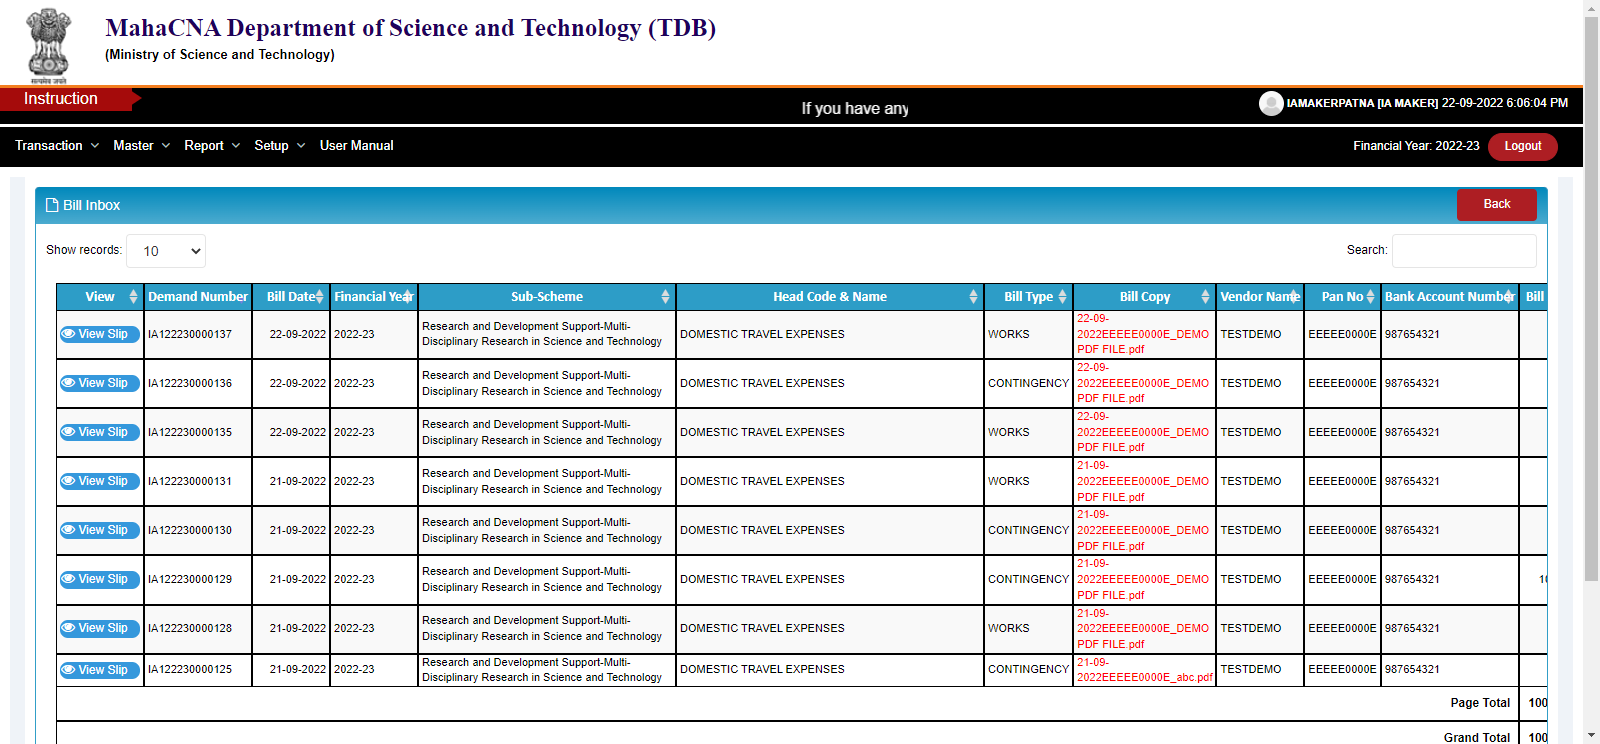 MahaCNA Department of Science and Technology (TDB)
(Ministry of Science and Technology)
सत्यमेव जयते
Instruction
If you have any
IAMAKERPATNA [IA MAKER] 22-09-2022 6:06:04 PM
Transaction Master Report Setup User Manual Financial Year: 2022-23 Logout
Bill Inbox Back
Show records: 10 Search:
View Demand Number Bill Date Financial Year Sub-Scheme Head Code & Name Bill Type Bill Copy Vendor Name Pan No Bank Account Number Bill
View Slip IA122230000137 22-09-2022 2022-23 Research and Development Support-Multi-
Disciplinary Research in Science and Technology DOMESTIC TRAVEL EXPENSES WORKS 22-09-
2022EEEEE0000E_DEMO
PDF FILE.pdf TESTDEMO EEEEE0000E 987654321
View Slip IA122230000136 22-09-2022 2022-23 Research and Development Support-Multi-
Disciplinary Research in Science and Technology DOMESTIC TRAVEL EXPENSES CONTINGENCY 22-09-
2022EEEEE0000E_DEMO
PDF FILE.pdf TESTDEMO EEEEE0000E 987654321
View Slip IA122230000135 22-09-2022 2022-23 Research and Development Support-Multi-
Disciplinary Research in Science and Technology DOMESTIC TRAVEL EXPENSES WORKS 22-09-
2022EEEEE0000E_DEMO
PDF FILE.pdf TESTDEMO EEEEE0000E 987654321
View Slip IA122230000131 21-09-2022 2022-23 Research and Development Support-Multi-
Disciplinary Research in Science and Technology DOMESTIC TRAVEL EXPENSES WORKS 21-09-
2022EEEEE0000E_DEMO
PDF FILE.pdf TESTDEMO EEEEE0000E 987654321
View Slip IA122230000130 21-09-2022 2022-23 Research and Development Support-Multi-
Disciplinary Research in Science and Technology DOMESTIC TRAVEL EXPENSES CONTINGENCY 21-09-
2022EEEEE0000E_DEMO
PDF FILE.pdf TESTDEMO EEEEE0000E 987654321
View Slip IA122230000129 21-09-2022 2022-23 Research and Development Support-Multi-
Disciplinary Research in Science and Technology DOMESTIC TRAVEL EXPENSES CONTINGENCY 21-09-
2022EEEEE0000E_DEMO
PDF FILE.pdf TESTDEMO EEEEE0000E 987654321
View Slip IA122230000128 21-09-2022 2022-23 Research and Development Support-Multi-
Disciplinary Research in Science and Technology DOMESTIC TRAVEL EXPENSES WORKS 21-09-
2022EEEEE0000E_DEMO
PDF FILE.pdf TESTDEMO EEEEE0000E 987654321
View Slip IA122230000125 21-09-2022 2022-23 Research and Development Support-Multi-
Disciplinary Research in Science and Technology DOMESTIC TRAVEL EXPENSES CONTINGENCY 21-09-
2022EEEEE0000E_abc.pdf TESTDEMO EEEEE0000E 987654321
Page Total 100
Grand Total 100